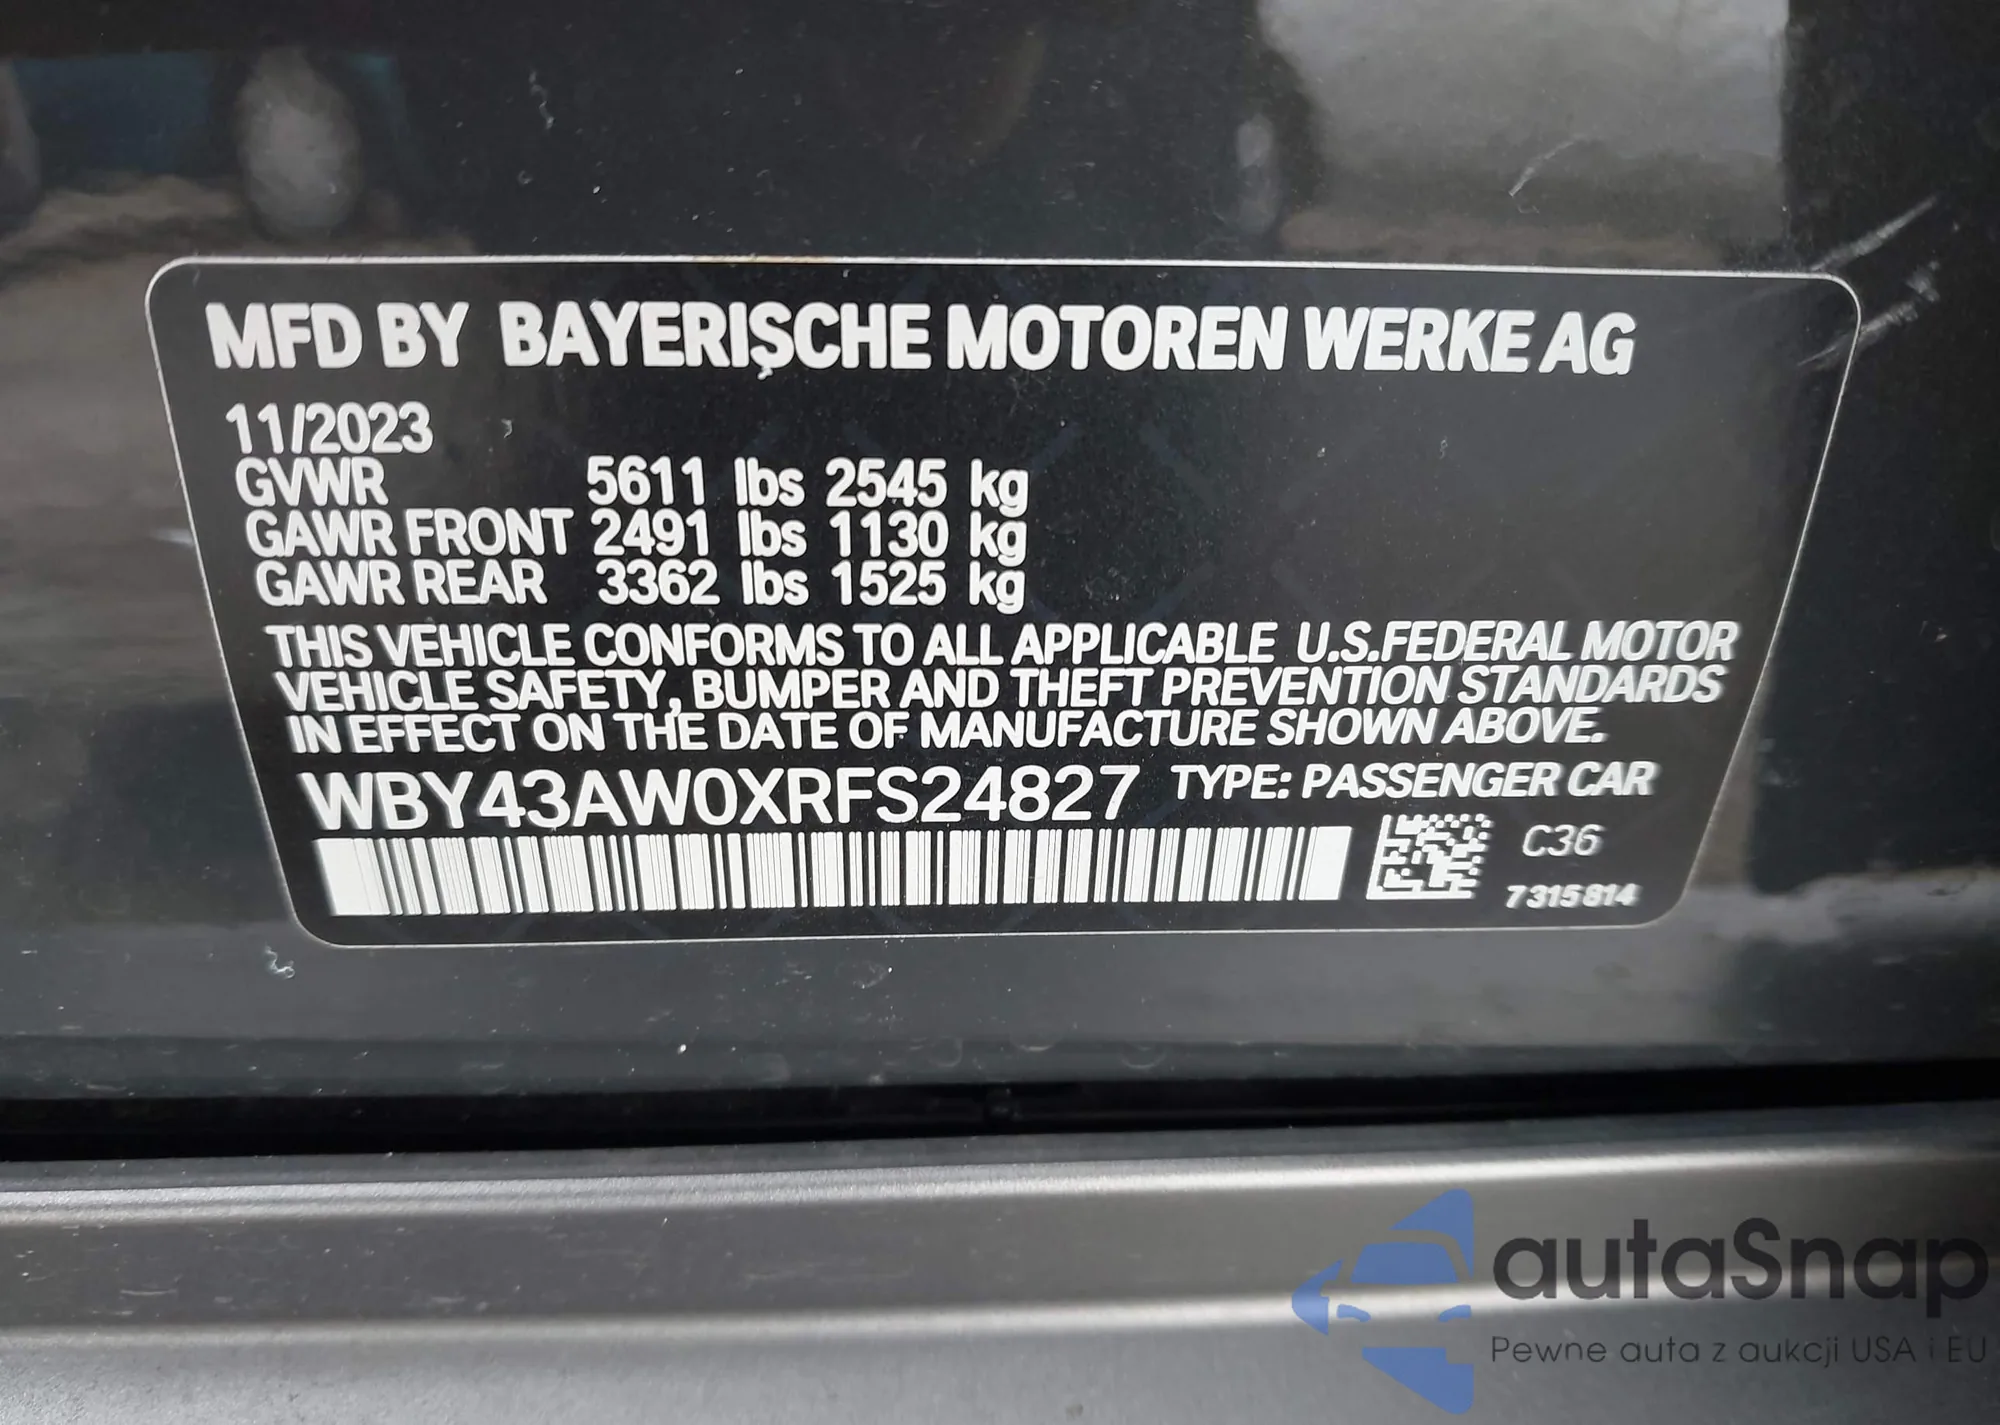 MFD BY BAYERISCHE MOTOREN WERKE AG
11/2023
GVWR 5611 lbs 2545 kg
GAWR FRONT 2491 lbs 1130 kg
GAWR REAR 3362 lbs 1525 kg
THIS VEHICLE CONFORMS TO ALL APPLICABLE U.S.FEDERAL MOTOR
VEHICLE SAFETY, BUMPER AND THEFT PREVENTION STANDARDS
IN EFFECT ON THE DATE OF MANUFACTURE SHOWN ABOVE.
WBY43AW0XRFS24827 TYPE: PASSENGER CAR
C36
7315814
autaSnap
Pewne auta z aukcji USA i EU